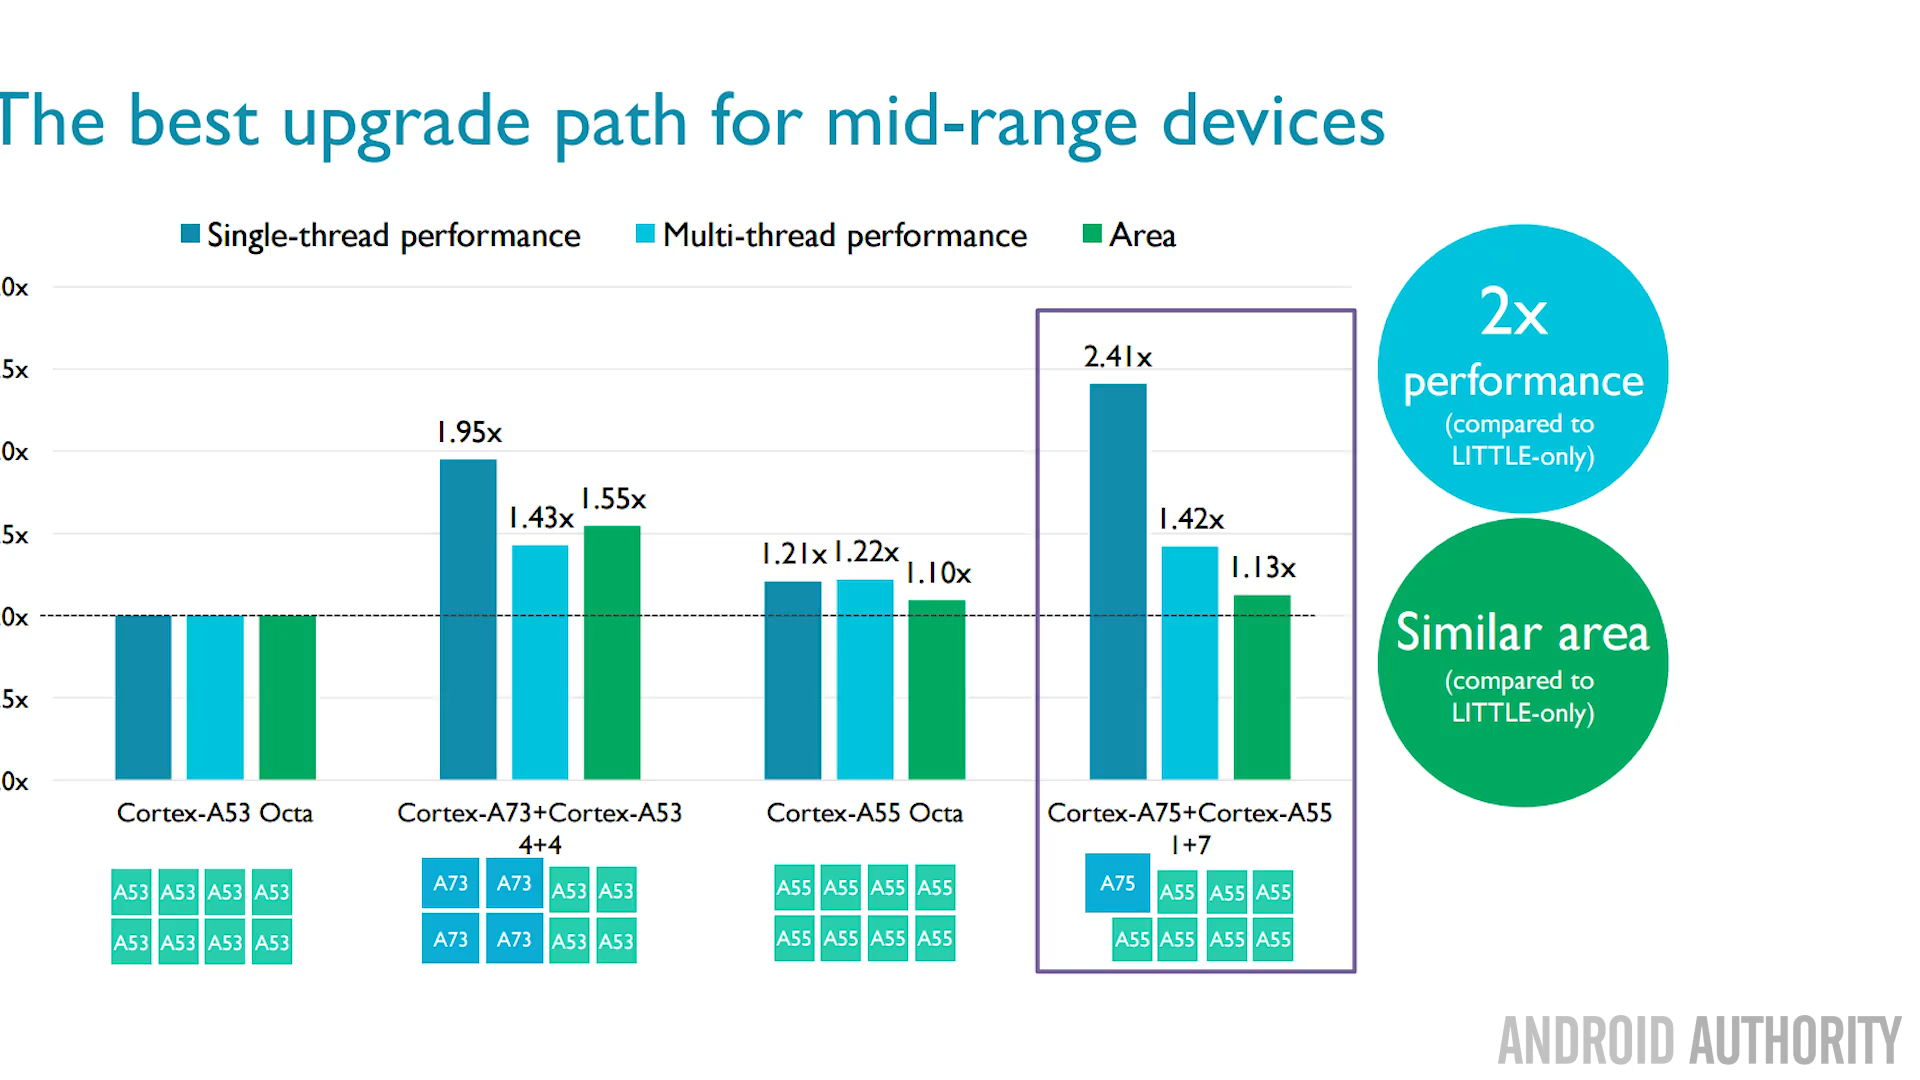 The best upgrade path for mid-range devices
Single-thread performance Multi-thread performance Area
0x
5x
0x
5x
0x
5x
0x
2.41x
1.95x
1.43x 1.55x
1.21x 1.22x 1.10x
1.42x
1.13x
Cortex-A53 Octa
Cortex-A73+Cortex-A53
4+4
Cortex-A55 Octa
Cortex-A75+Cortex-A55
1+7
A53 A53 A53 A53
A53 A53 A53 A53
A73 A73 A53 A53
A73 A73 A53 A53
A55 A55 A55 A55
A55 A55 A55 A55
A75 A55 A55 A55
A55 A55 A55 A55
2x
performance
(compared to
LITTLE-only)
Similar area
(compared to
LITTLE-only)
ANDROID AUTHORITY